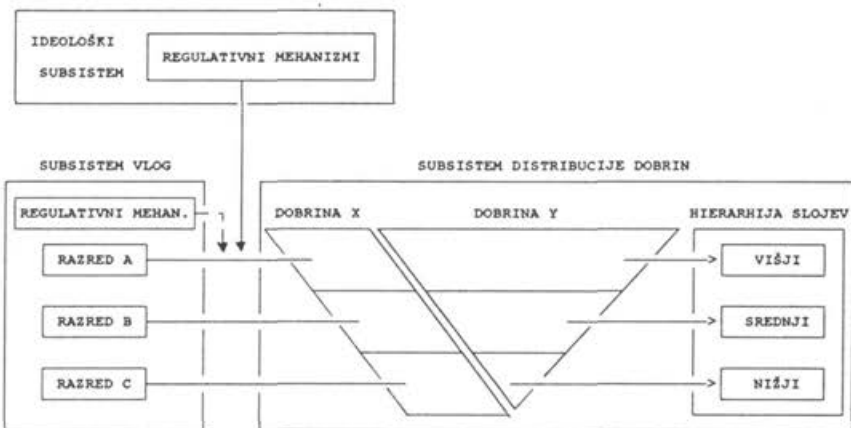 IDEOLOŠKI
SUBSISTEM
REGULATIVNI MEHANIZMI
SUBSISTEM VLOG
SUBSISTEM DISTRIBUCIJE DOBRIN
REGULATIVNI MEHAN.
DOBRINA X
DOBRINA Y
HIERARHIJA SLOJEV
RAZRED A
VIŠJI
RAZRED B
SREDNJI
RAZRED C
NIŽJI